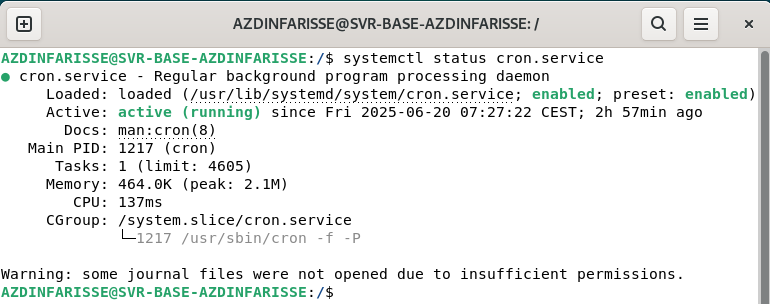 AZDINFARISSE@SVR-BASE-AZDINFARISSE: /
AZDINFARISSE@SVR-BASE-AZDINFARISSE:/$ systemctl status cron.service
● cron.service - Regular background program processing daemon
     Loaded: loaded (/usr/lib/systemd/system/cron.service; enabled; preset: enabled)
     Active: active (running) since Fri 2025-06-20 07:27:22 CEST; 2h 57min ago
       Docs: man:cron(8)
   Main PID: 1217 (cron)
      Tasks: 1 (limit: 4605)
     Memory: 464.0K (peak: 2.1M)
        CPU: 137ms
     CGroup: /system.slice/cron.service
             └─1217 /usr/sbin/cron -f -P
Warning: some journal files were not opened due to insufficient permissions.
AZDINFARISSE@SVR-BASE-AZDINFARISSE:/$